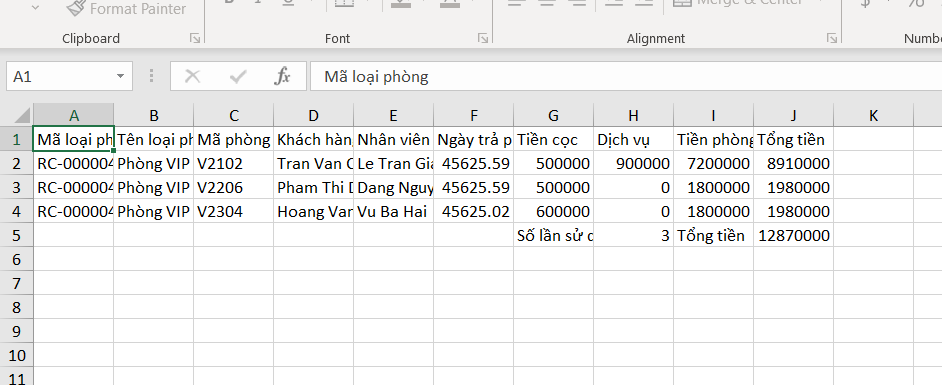 Format Painter
Merge & Center
$ %
Clipboard Font Alignment
A1 fx Mã loại phòng
A B C D E F G H I J K
1 Mã loại ph Tên loại ph Mã phòng Khách hàn Nhân viên Ngày trả p Tiền cọc Dịch vụ Tiền phòng Tổng tiền
2 RC-000004 Phòng VIP V2102 Tran Van Le Tran Gia 45625.59 500000 900000 7200000 8910000
3 RC-000004 Phòng VIP V2206 Pham Thi Dang Nguy 45625.59 500000 0 1800000 1980000
4 RC-000004 Phòng VIP V2304 Hoang Van Vu Ba Hai 45625.02 600000 0 1800000 1980000
5 Số lần sử 3 Tổng tiền 12870000
6
7
8
9
10
11